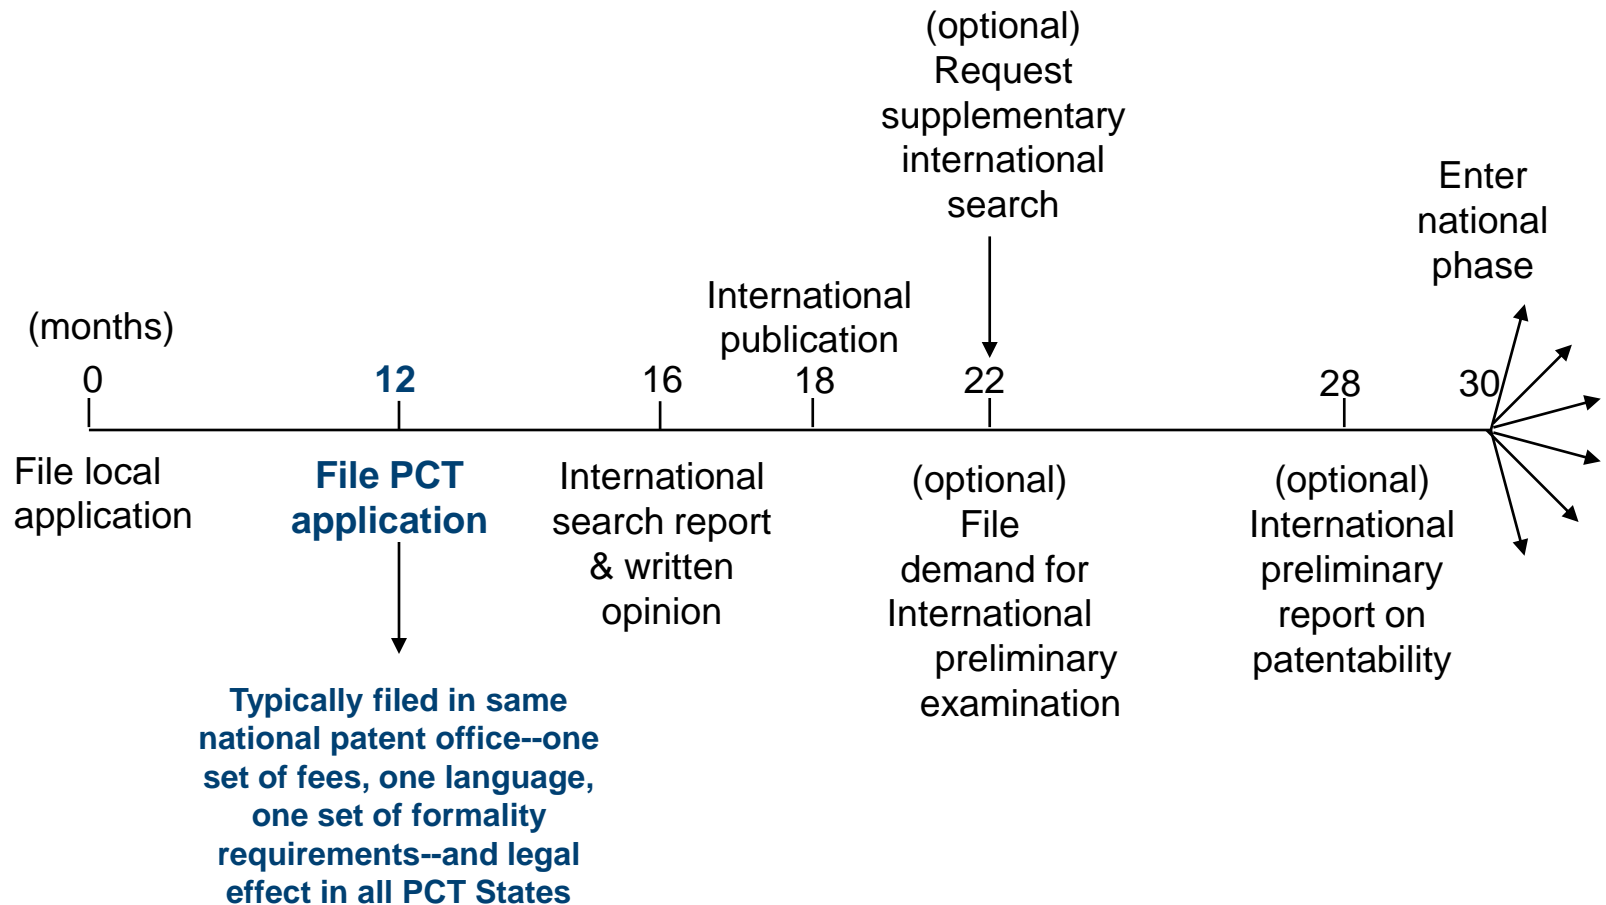 (optional)
Request
supplementary
international
search
Enter
national
phase
International
publication
(months)
0
12
16
18
22
28
30
File local
application
File PCT
application
International
search report
& written
opinion
(optional)
File
demand for
International
preliminary
examination
(optional)
International
preliminary
report on
patentability
Typically filed in same
national patent office--one
set of fees, one language,
one set of formality
requirements--and legal
effect in all PCT States